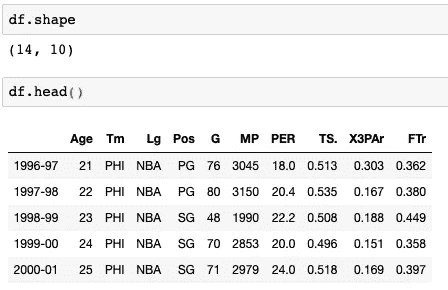 df.shape
(14, 10)
df.head()
Age Tm Lg Pos G MP PER TS. X3PAr FTr
1996-97 21 PHI NBA PG 76 3045 18.0 0.513 0.303 0.362
1997-98 22 PHI NBA PG 80 3150 20.4 0.535 0.167 0.380
1998-99 23 PHI NBA SG 48 1990 22.2 0.508 0.188 0.449
1999-00 24 PHI NBA SG 70 2853 20.0 0.496 0.151 0.358
2000-01 25 PHI NBA SG 71 2979 24.0 0.518 0.169 0.397